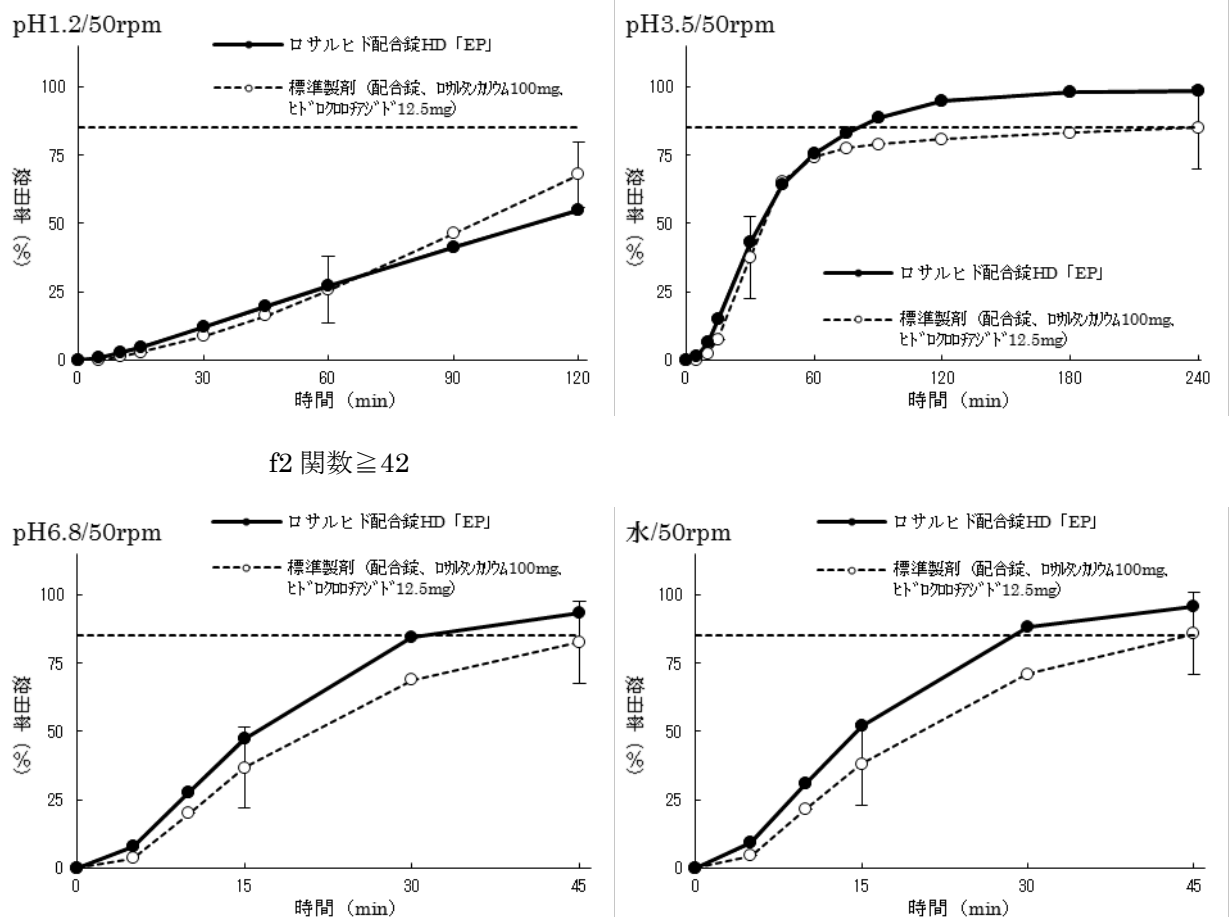 pH1.2/50rpm
ロサルヒド配合錠HD「EP」
標準製剤（配合錠、ﾛｻﾙﾀﾝｶﾘｳﾑ100mg、
ﾋﾄﾞﾛｸﾛﾛﾁｱｼﾞﾄﾞ12.5mg）
100
75
50
25
0
溶出率（%）
0 30 60 90 120
時間（min）
pH3.5/50rpm
100
75
50
25
0
溶出率（%）
ロサルヒド配合錠HD「EP」
標準製剤（配合錠、ﾛｻﾙﾀﾝｶﾘｳﾑ100mg、
ﾋﾄﾞﾛｸﾛﾛﾁｱｼﾞﾄﾞ12.5mg）
0 60 120 180 240
時間（min）
f2 関数≧42
pH6.8/50rpm
ロサルヒド配合錠HD「EP」
標準製剤（配合錠、ﾛｻﾙﾀﾝｶﾘｳﾑ100mg、
ﾋﾄﾞﾛｸﾛﾛﾁｱｼﾞﾄﾞ12.5mg）
100
75
50
25
0
溶出率（%）
0 15 30 45
時間（min）
水/50rpm
ロサルヒド配合錠HD「EP」
標準製剤（配合錠、ﾛｻﾙﾀﾝｶﾘｳﾑ100mg、
ﾋﾄﾞﾛｸﾛﾛﾁｱｼﾞﾄﾞ12.5mg）
100
75
50
25
0
溶出率（%）
0 15 30 45
時間（min）